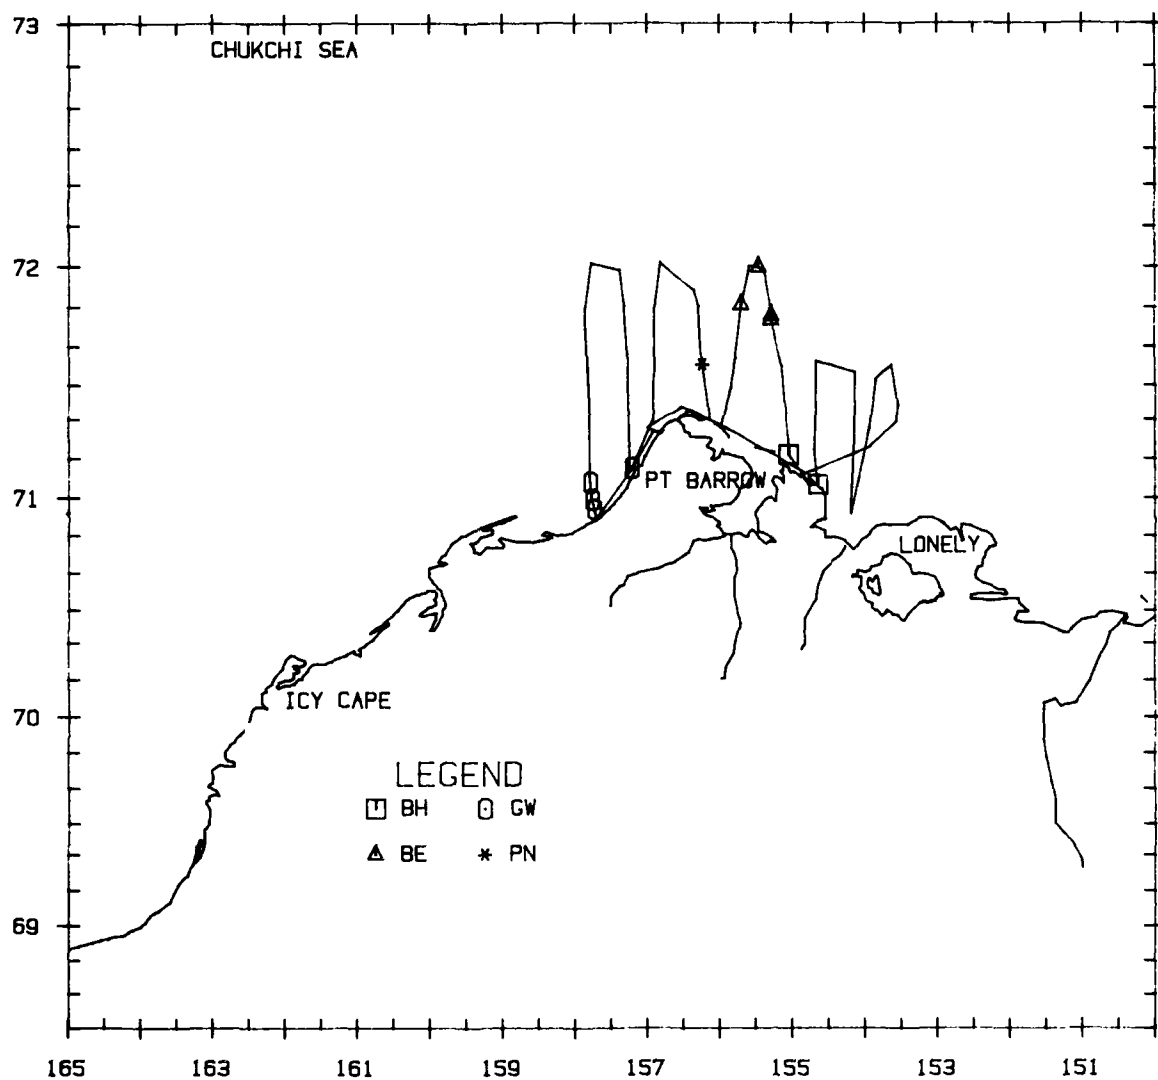 73
CHUKCHI SEA
72
PT BARROW
71
LONELY
ICY CAPE
70
LEGEND
BH GW
BE PN
69
165 163 161 159 157 155 153 151